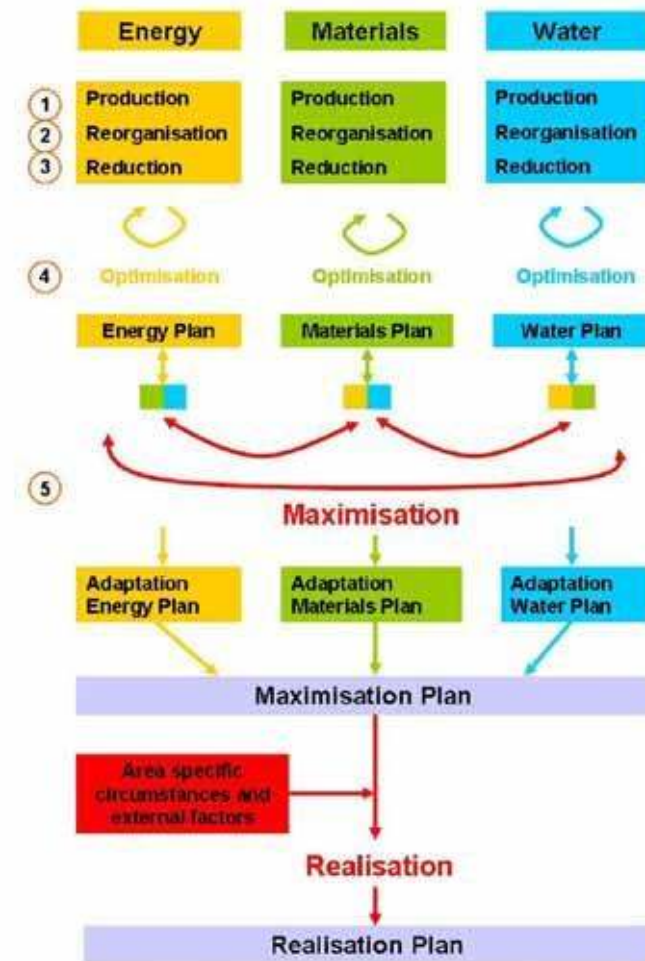 Energy Materials Water
1 Production Production Production
2 Reorganisation Reorganisation Reorganisation
3 Reduction Reduction Reduction
4 Optimisation Optimisation Optimisation
Energy Plan Materials Plan Water Plan
5
Maximisation
Adaptation Adaptation Adaptation
Energy Plan Materials Plan Water Plan
Maximisation Plan
Area specific
circumstances and
external factors
Realisation
Realisation Plan